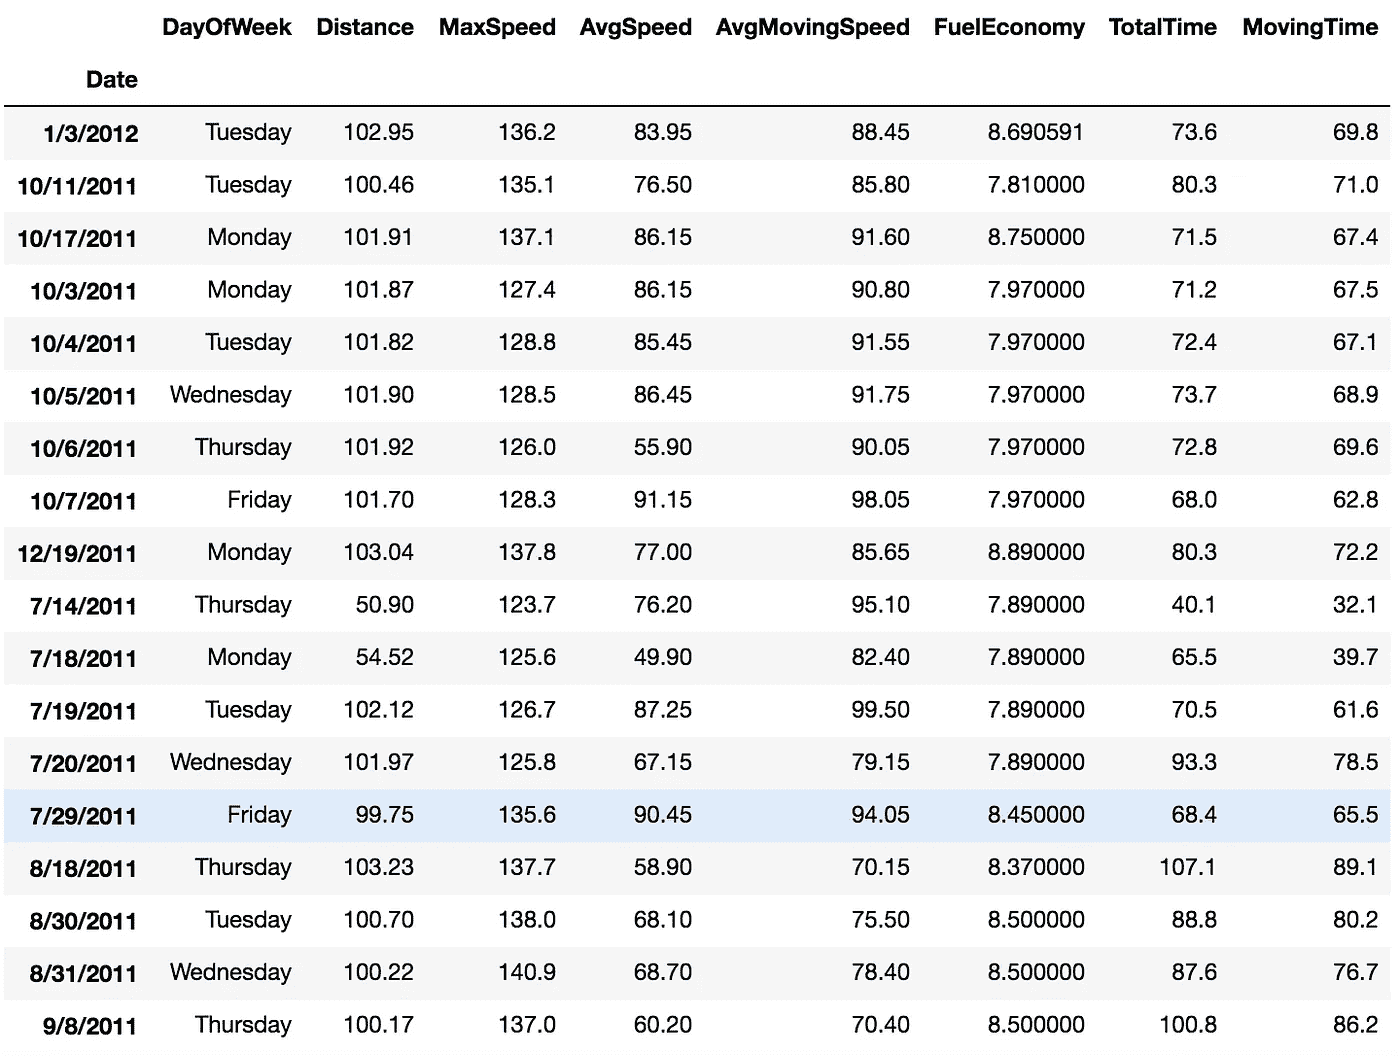 DayOfWeek Distance MaxSpeed AvgSpeed AvgMovingSpeed FuelEconomy TotalTime MovingTime
Date
1/3/2012 Tuesday 102.95 136.2 83.95 88.45 8.690591 73.6 69.8
10/11/2011 Tuesday 100.46 135.1 76.50 85.80 7.810000 80.3 71.0
10/17/2011 Monday 101.91 137.1 86.15 91.60 8.750000 71.5 67.4
10/3/2011 Monday 101.87 127.4 86.15 90.80 7.970000 71.2 67.5
10/4/2011 Tuesday 101.82 128.8 85.45 91.55 7.970000 72.4 67.1
10/5/2011 Wednesday 101.90 128.5 86.45 91.75 7.970000 73.7 68.9
10/6/2011 Thursday 101.92 126.0 55.90 90.05 7.970000 72.8 69.6
10/7/2011 Friday 101.70 128.3 91.15 98.05 7.970000 68.0 62.8
12/19/2011 Monday 103.04 137.8 77.00 85.65 8.890000 80.3 72.2
7/14/2011 Thursday 50.90 123.7 76.20 95.10 7.890000 40.1 32.1
7/18/2011 Monday 54.52 125.6 49.90 82.40 7.890000 65.5 39.7
7/19/2011 Tuesday 102.12 126.7 87.25 99.50 7.890000 70.5 61.6
7/20/2011 Wednesday 101.97 125.8 67.15 79.15 7.890000 93.3 78.5
7/29/2011 Friday 99.75 135.6 90.45 94.05 8.450000 68.4 65.5
8/18/2011 Thursday 103.23 137.7 58.90 70.15 8.370000 107.1 89.1
8/30/2011 Tuesday 100.70 138.0 68.10 75.50 8.500000 88.8 80.2
8/31/2011 Wednesday 100.22 140.9 68.70 78.40 8.500000 87.6 76.7
9/8/2011 Thursday 100.17 137.0 60.20 70.40 8.500000 100.8 86.2